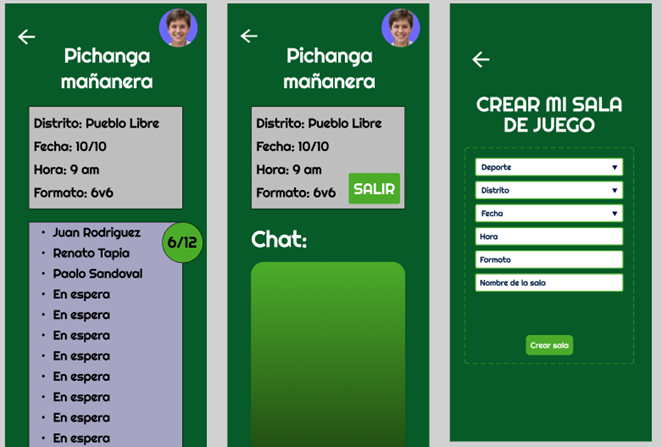 Pichanga
mañanera
Distrito: Pueblo Libre
Fecha: 10/10
Hora: 9 am
Formato: 6v6
6/12
• Juan Rodriguez
• Renato Tapia
• Paolo Sandoval
• En espera
• En espera
• En espera
• En espera
• En espera
• En espera
• En espera
• En espera
Pichanga
mañanera
Distrito: Pueblo Libre
Fecha: 10/10
Hora: 9 am
Formato: 6v6
SALIR
Chat:
CREAR MI SALA
DE JUEGO
Deporte
Distrito
Fecha
Hora
Formato
Nombre de la sala
Crear sala